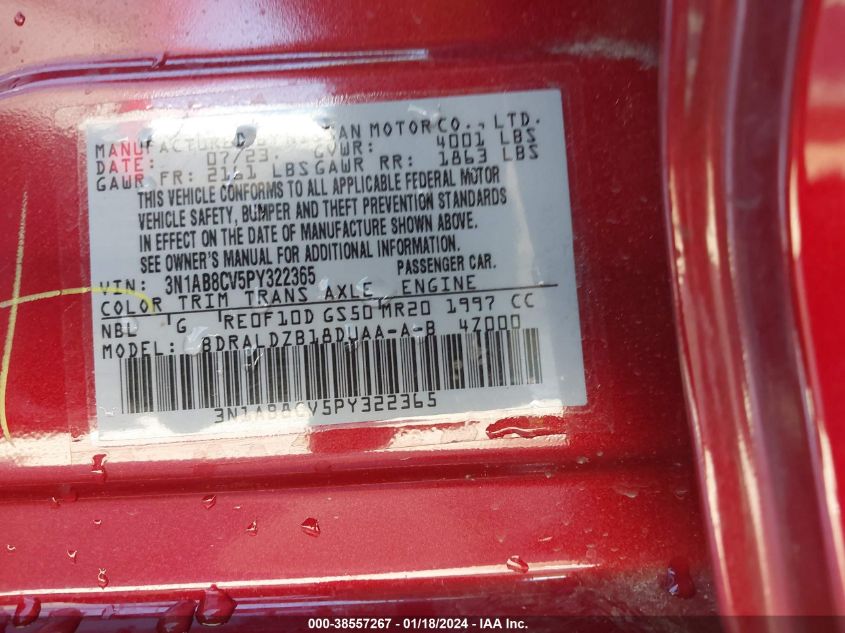 MANUFACTURED BY NISSAN MOTOR CO., LTD.
DATE: 07/23 GVWR: 4001 LBS
GAWR FR: 2161 LBS GAWR RR: 1863 LBS
THIS VEHICLE CONFORMS TO ALL APPLICABLE FEDERAL MOTOR
VEHICLE SAFETY, BUMPER AND THEFT PREVENTION STANDARDS
IN EFFECT ON THE DATE OF MANUFACTURE SHOWN ABOVE.
SEE OWNER'S MANUAL FOR ADDITIONAL INFORMATION.
VIN: 3N1AB8CV5PY322365 PASSENGER CAR.
COLOR TRIM TRANS AXLE ENGINE
NBL G RE0F10D GS50 MR20 1997 CC
MODEL: BDRALDZB18DUAA-A-B 47000
3N1AB8CV5PY322365
000-38557267 - 01/18/2024 - IAA Inc.